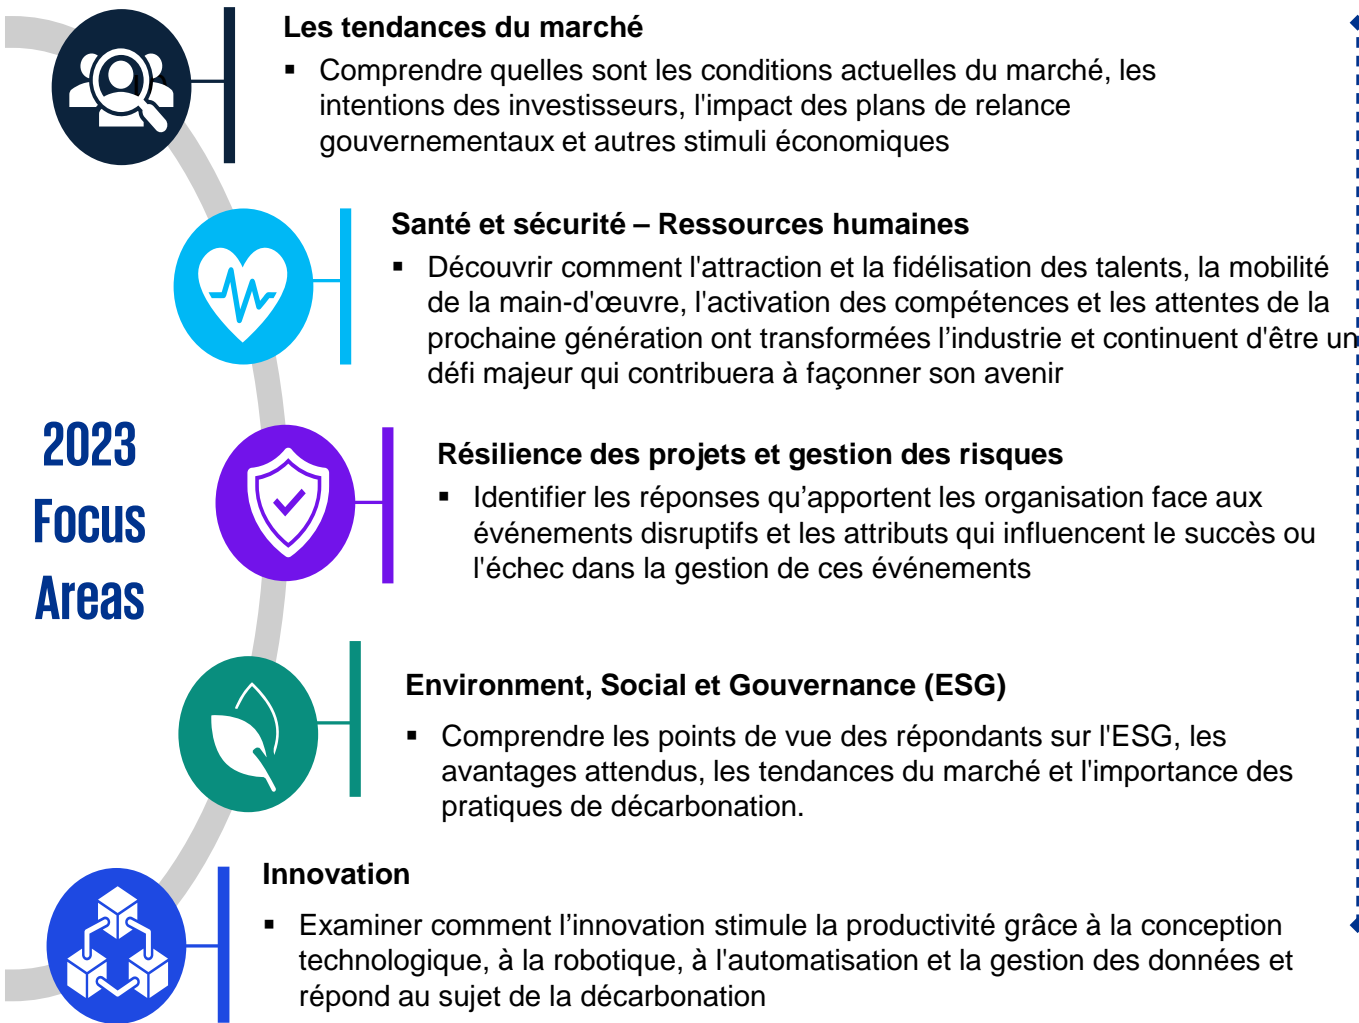 Les tendances du marché
▪ Comprendre quelles sont les conditions actuelles du marché, les
intentions des investisseurs, l'impact des plans de relance
gouvernementaux et autres stimuli économiques
Santé et sécurité – Ressources humaines
▪ Découvrir comment l'attraction et la fidélisation des talents, la mobilité
de la main-d'œuvre, l'activation des compétences et les attentes de la
prochaine génération ont transformées l’industrie et continuent d'être un
défi majeur qui contribuera à façonner son avenir
2023
Focus
Areas
Résilience des projets et gestion des risques
▪ Identifier les réponses qu’apportent les organisation face aux
événements disruptifs et les attributs qui influencent le succès ou
l'échec dans la gestion de ces événements
Environment, Social et Gouvernance (ESG)
▪ Comprendre les points de vue des répondants sur l'ESG, les
avantages attendus, les tendances du marché et l'importance des
pratiques de décarbonation.
Innovation
▪ Examiner comment l’innovation stimule la productivité grâce à la conception
technologique, à la robotique, à l'automatisation et la gestion des données et
répond au sujet de la décarbonation